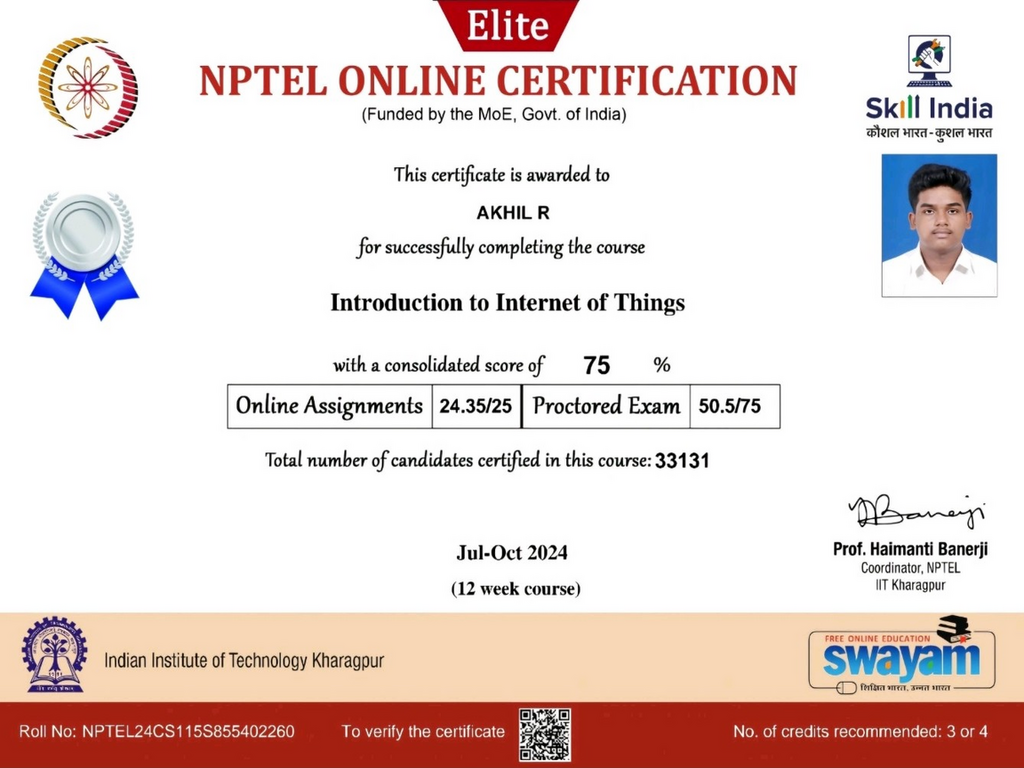 Elite
NPTEL ONLINE CERTIFICATION
(Funded by the MoE, Govt. of India)
Skill India
कौशल भारत - कुशल भारत
This certificate is awarded to
AKHIL R
for successfully completing the course
Introduction to Internet of Things
with a consolidated score of 75 %
Online Assignments 24.35/25 Proctored Exam 50.5/75
Total number of candidates certified in this course: 33131
Jul-Oct 2024
(12 week course)
Prof. Haimanti Banerji
Coordinator, NPTEL
IIT Kharagpur
Indian Institute of Technology Kharagpur
FREE ONLINE EDUCATION
swayam
शिक्षित भारत, उन्नत भारत
Roll No: NPTEL24CS115S855402260 To verify the certificate No. of credits recommended: 3 or 4